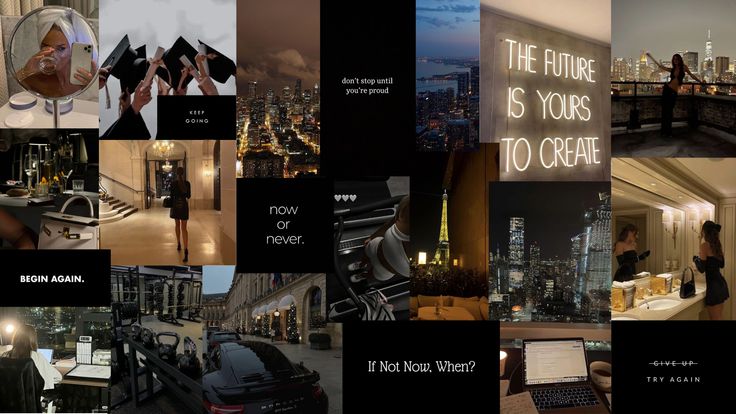 KEEP
GOING
don't stop until
you're proud
THE FUTURE
IS YOURS
TO CREATE
now
or
never.
BEGIN AGAIN.
If Not Now, When?
GIVE UP
TRY AGAIN